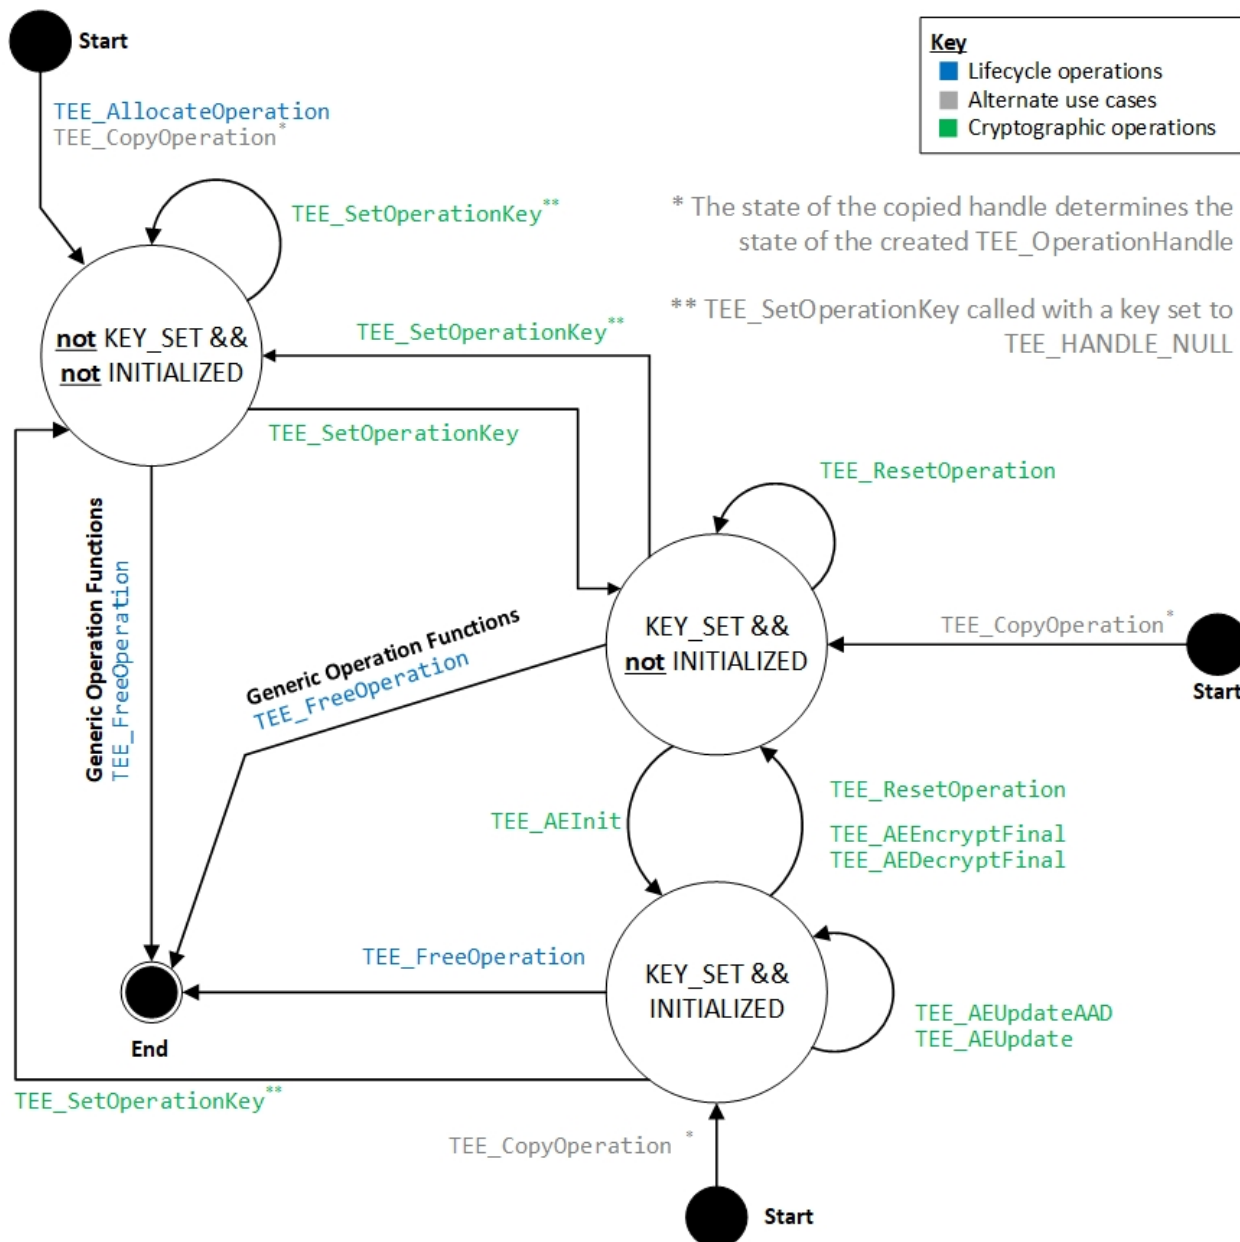 Start
TEE_AllocateOperation
TEE_CopyOperation*
Key
Lifecycle operations
Alternate use cases
Cryptographic operations
TEE_SetOperationKey**
* The state of the copied handle determines the
state of the created TEE_OperationHandle
** TEE_SetOperationKey called with a key set to
TEE_HANDLE_NULL
not KEY_SET &&
not INITIALIZED
TEE_SetOperationKey**
TEE_SetOperationKey
TEE_ResetOperation
Generic Operation Functions
TEE_FreeOperation
Generic Operation Functions
TEE_FreeOperation
KEY_SET &&
not INITIALIZED
TEE_CopyOperation*
Start
TEE_AEInit
TEE_ResetOperation
TEE_AEEncryptFinal
TEE_AEDecryptFinal
TEE_FreeOperation
KEY_SET &&
INITIALIZED
TEE_AEUpdateAAD
TEE_AEUpdate
End
TEE_SetOperationKey**
TEE_CopyOperation *
Start